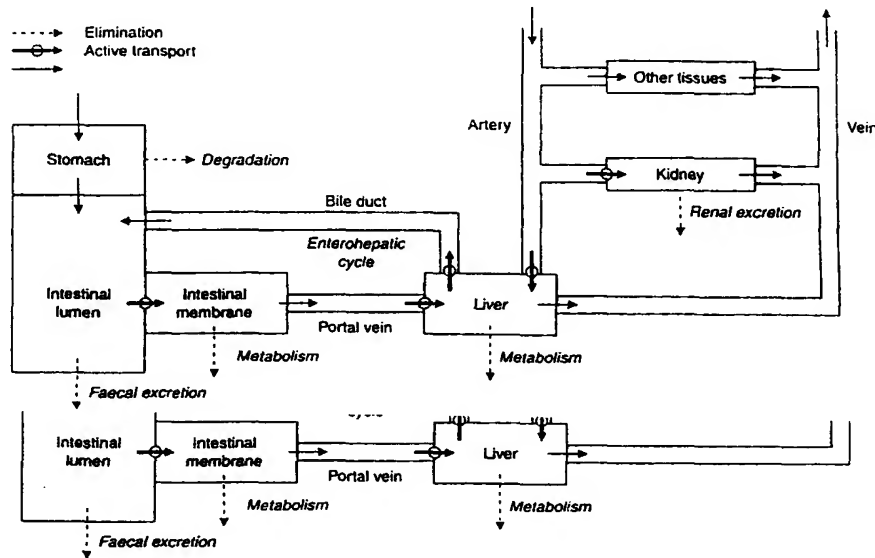 Elimination
Active transport
Other tissues
Artery
Vein
Stomach
Degradation
Kidney
Bile duct
Renal excretion
Enterohepatic
cycle
Intestinal
lumen
Intestinal
membrane
Liver
Portal vein
Metabolism
Metabolism
Faecal excretion
cycle
Intestinal
lumen
Intestinal
membrane
Liver
Portal vein
Metabolism
Metabolism
Faecal excretion